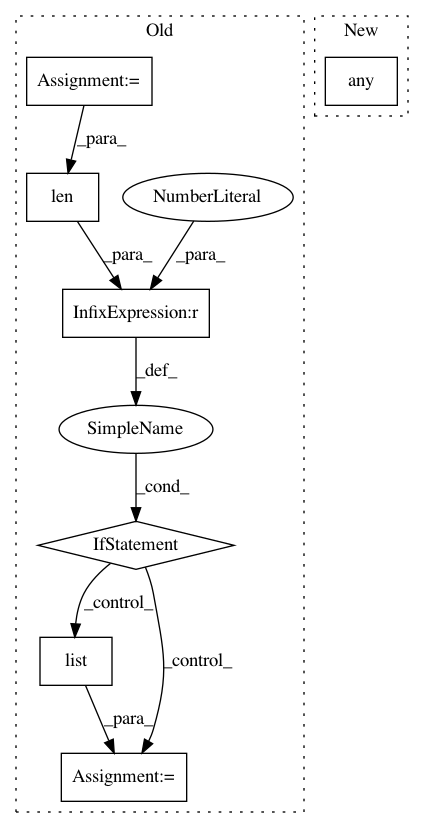 Old
New
Assignment:=
any
_para_
len
NumberLiteral
_para_
_para_
InfixExpression:r
_def_
SimpleName
_cond_
IfStatement
_control_
list
_control_
_para_
Assignment:=